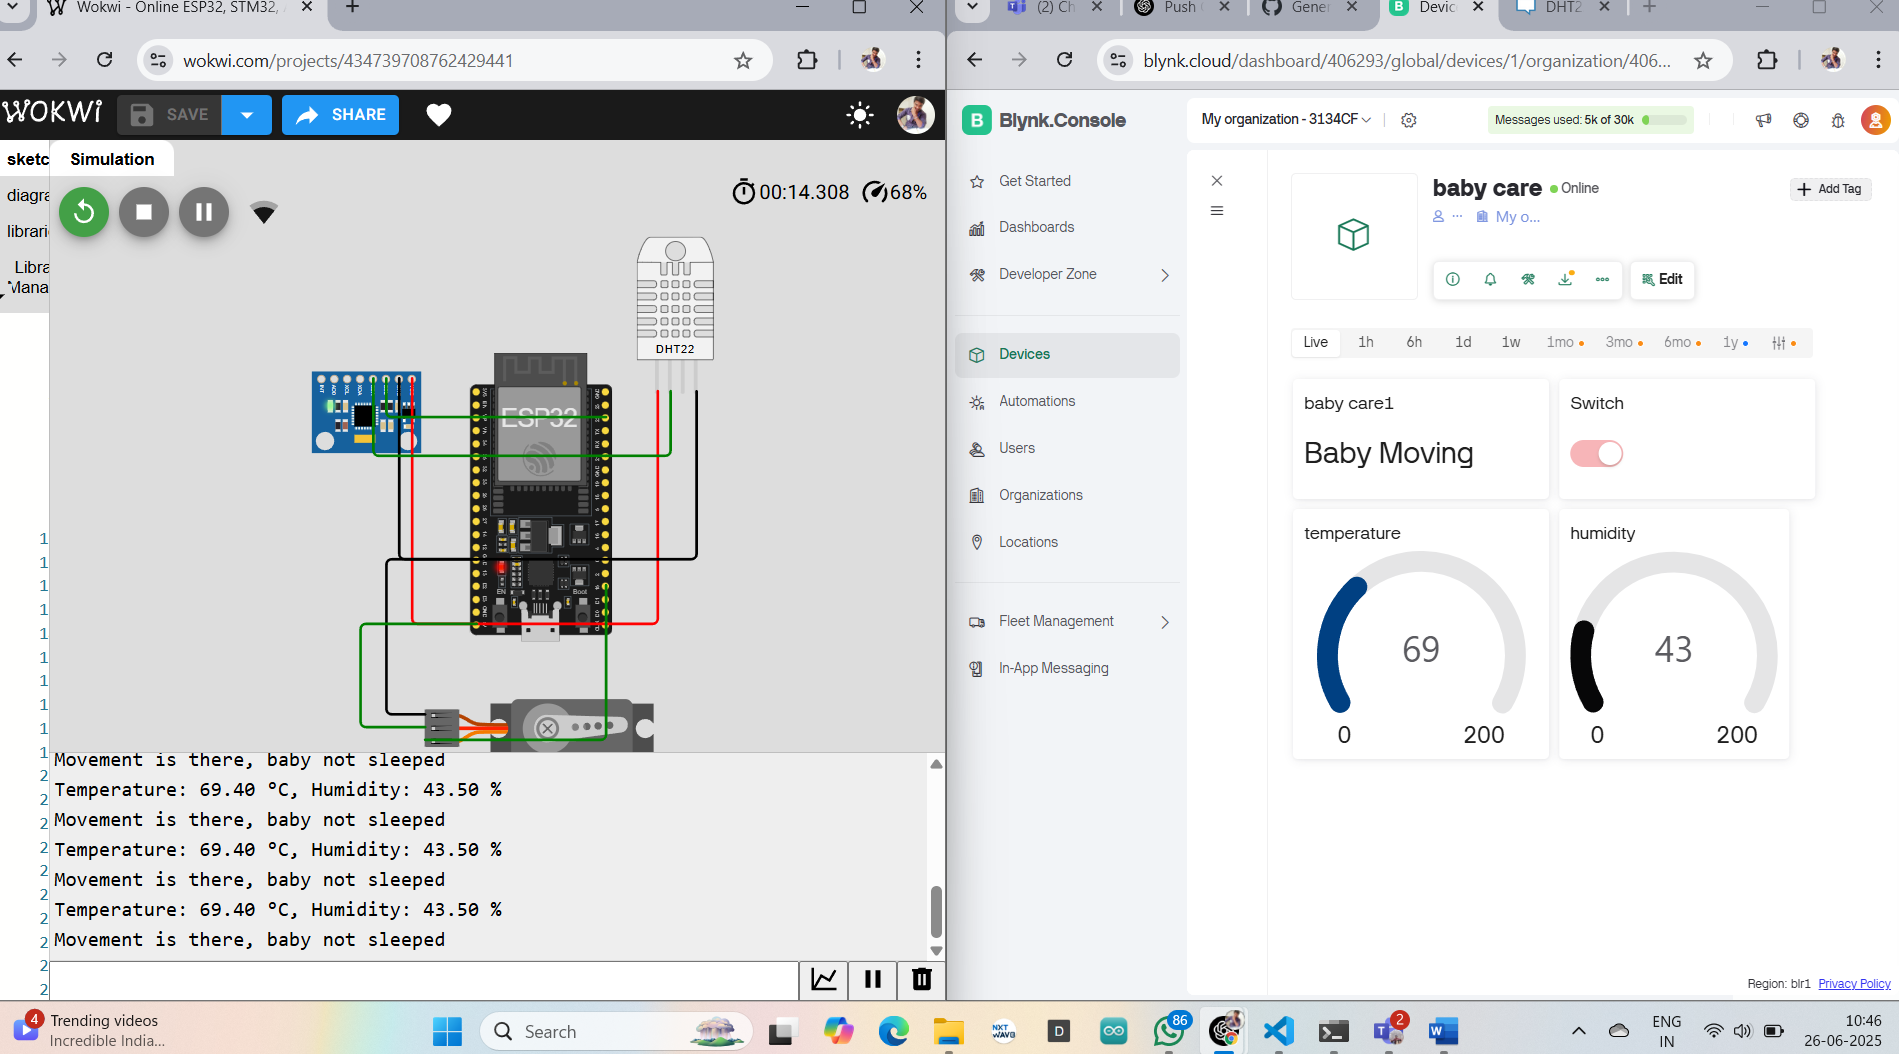 Wokwi - Online ESP32, STM32, A
wokwi.com/projects/434739708762429441
WOKWi
SAVE
SHARE
sketc
Simulation
diagra
librari
Libra
Mana
00:14.308
68%
DHT22
ESP32
EN
Boot
Movement is there, baby not sleeped
Temperature: 69.40 °C, Humidity: 43.50 %
Movement is there, baby not sleeped
Temperature: 69.40 °C, Humidity: 43.50 %
Movement is there, baby not sleeped
Temperature: 69.40 °C, Humidity: 43.50 %
Movement is there, baby not sleeped
(2) Ch
Push
Gener
Devic
DHT2
blynk.cloud/dashboard/406293/global/devices/1/organization/406...
B Blynk.Console
My organization - 3134CF
Messages used: 5k of 30k
Get Started
Dashboards
Developer Zone
Devices
Automations
Users
Organizations
Locations
Fleet Management
In-App Messaging
baby care
Online
Add Tag
My o...
Edit
Live 1h 6h 1d 1w 1mo 3mo 6mo 1y
baby care1
Baby Moving
Switch
temperature
69
0 200
humidity
43
0 200
Region: blr1 Privacy Policy
4
Trending videos
Incredible India...
Search
NXT
WAVE
D
86
2
ENG
IN
10:46
26-06-2025